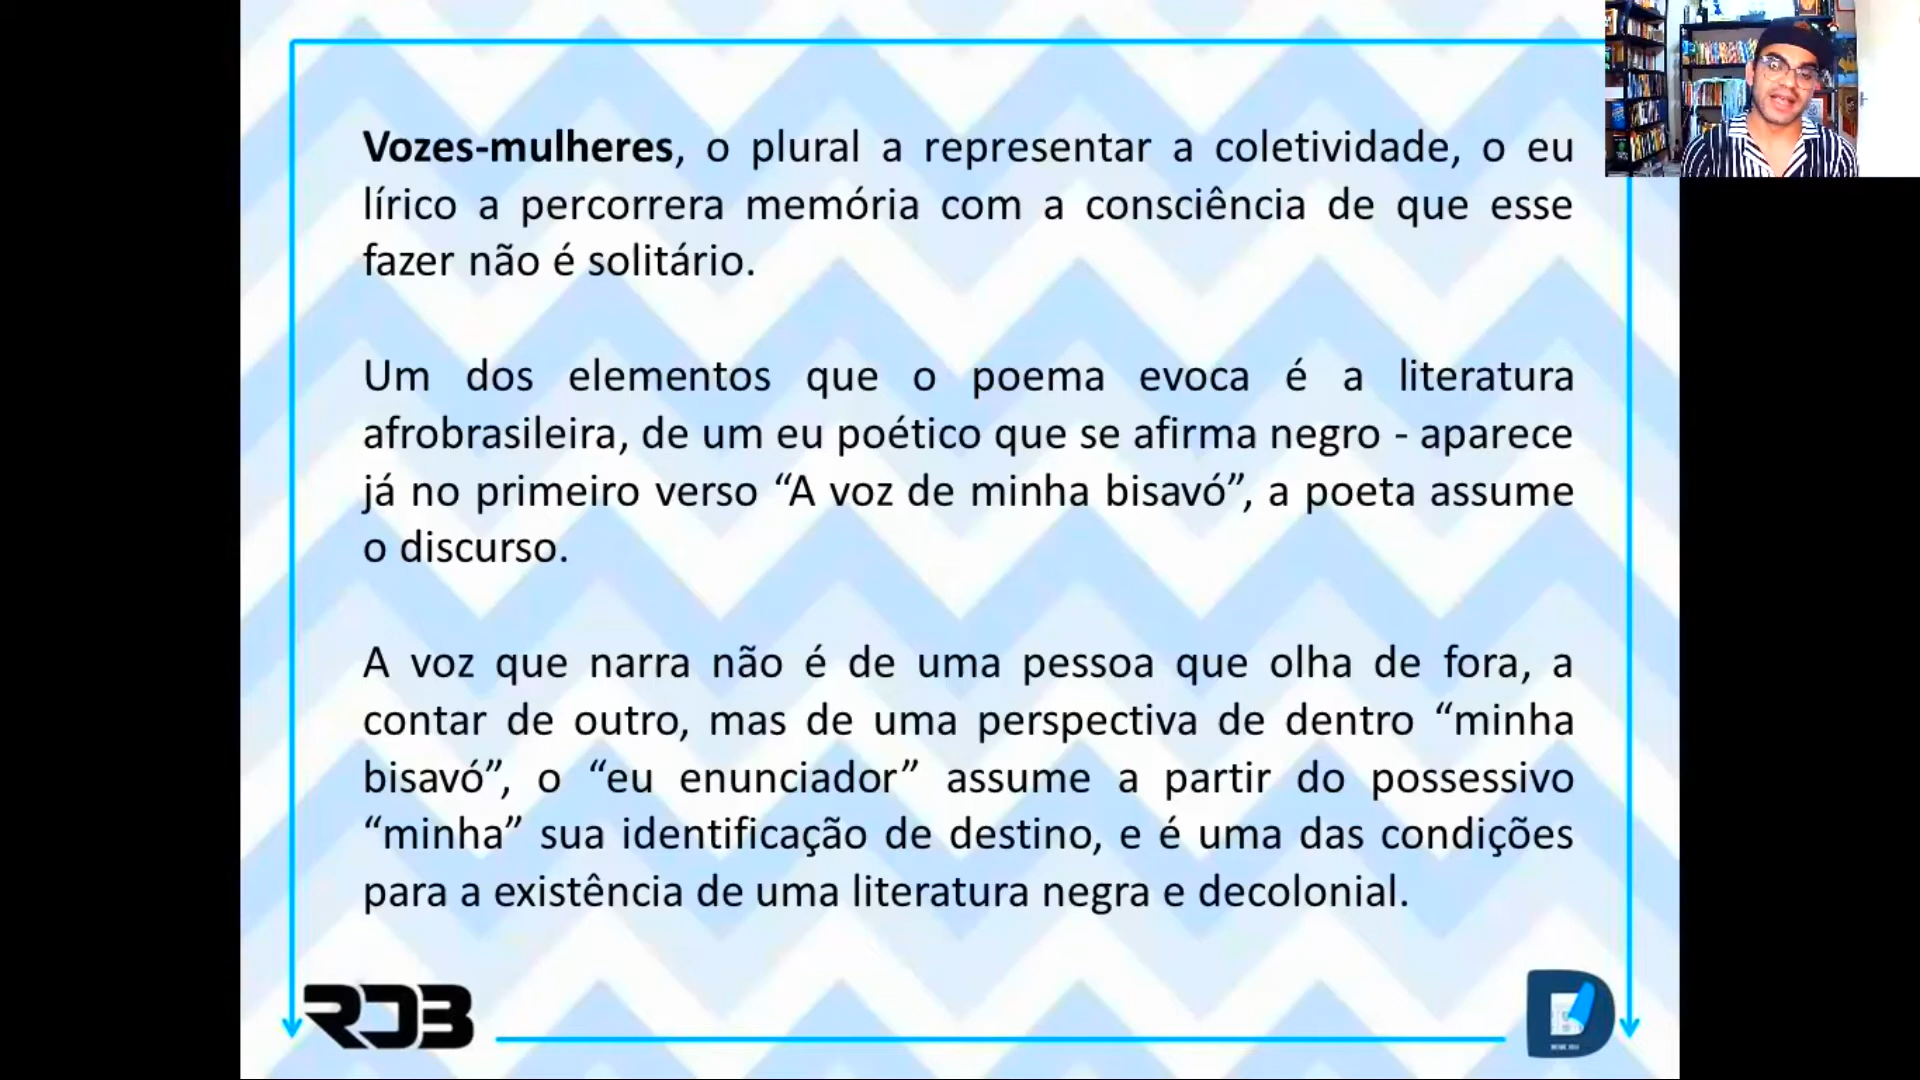 Vozes-mulheres, o plural a representar a coletividade, o eu
lírico a percorrera memória com a consciência de que esse
fazer não é solitário.
Um dos elementos que o poema evoca é a literatura
afrobrasileira, de um eu poético que se afirma negro - aparece
já no primeiro verso “A voz de minha bisavó”, a poeta assume
o discurso.
A voz que narra não é de uma pessoa que olha de fora, a
contar de outro, mas de uma perspectiva de dentro “minha
bisavó”, o “eu enunciador” assume a partir do possessivo
“minha” sua identificação de destino, e é uma das condições
para a existência de uma literatura negra e decolonial.
RDB
D